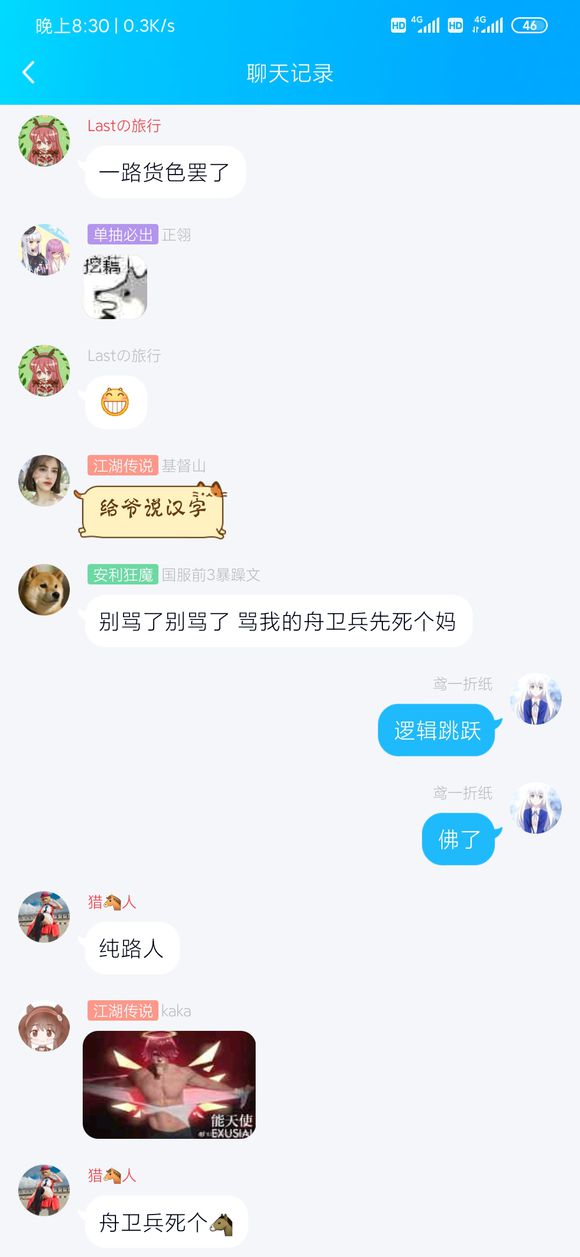 晚上8:30 | 0.3K/s
HD 4G HD 4G 46
聊天记录
Lastの旅行
一路货色罢了
单抽必出 正翎
挖藕
Lastの旅行
江湖传说 基督山
给爷说汉字
安利狂魔 国服前3暴躁文
别骂了别骂了 骂我的舟卫兵先死个妈
鸢一折纸
逻辑跳跃
鸢一折纸
佛了
猎🐴人
纯路人
江湖传说 kaka
能天使
EXUSIAI
猎🐴人
舟卫兵死个🐴